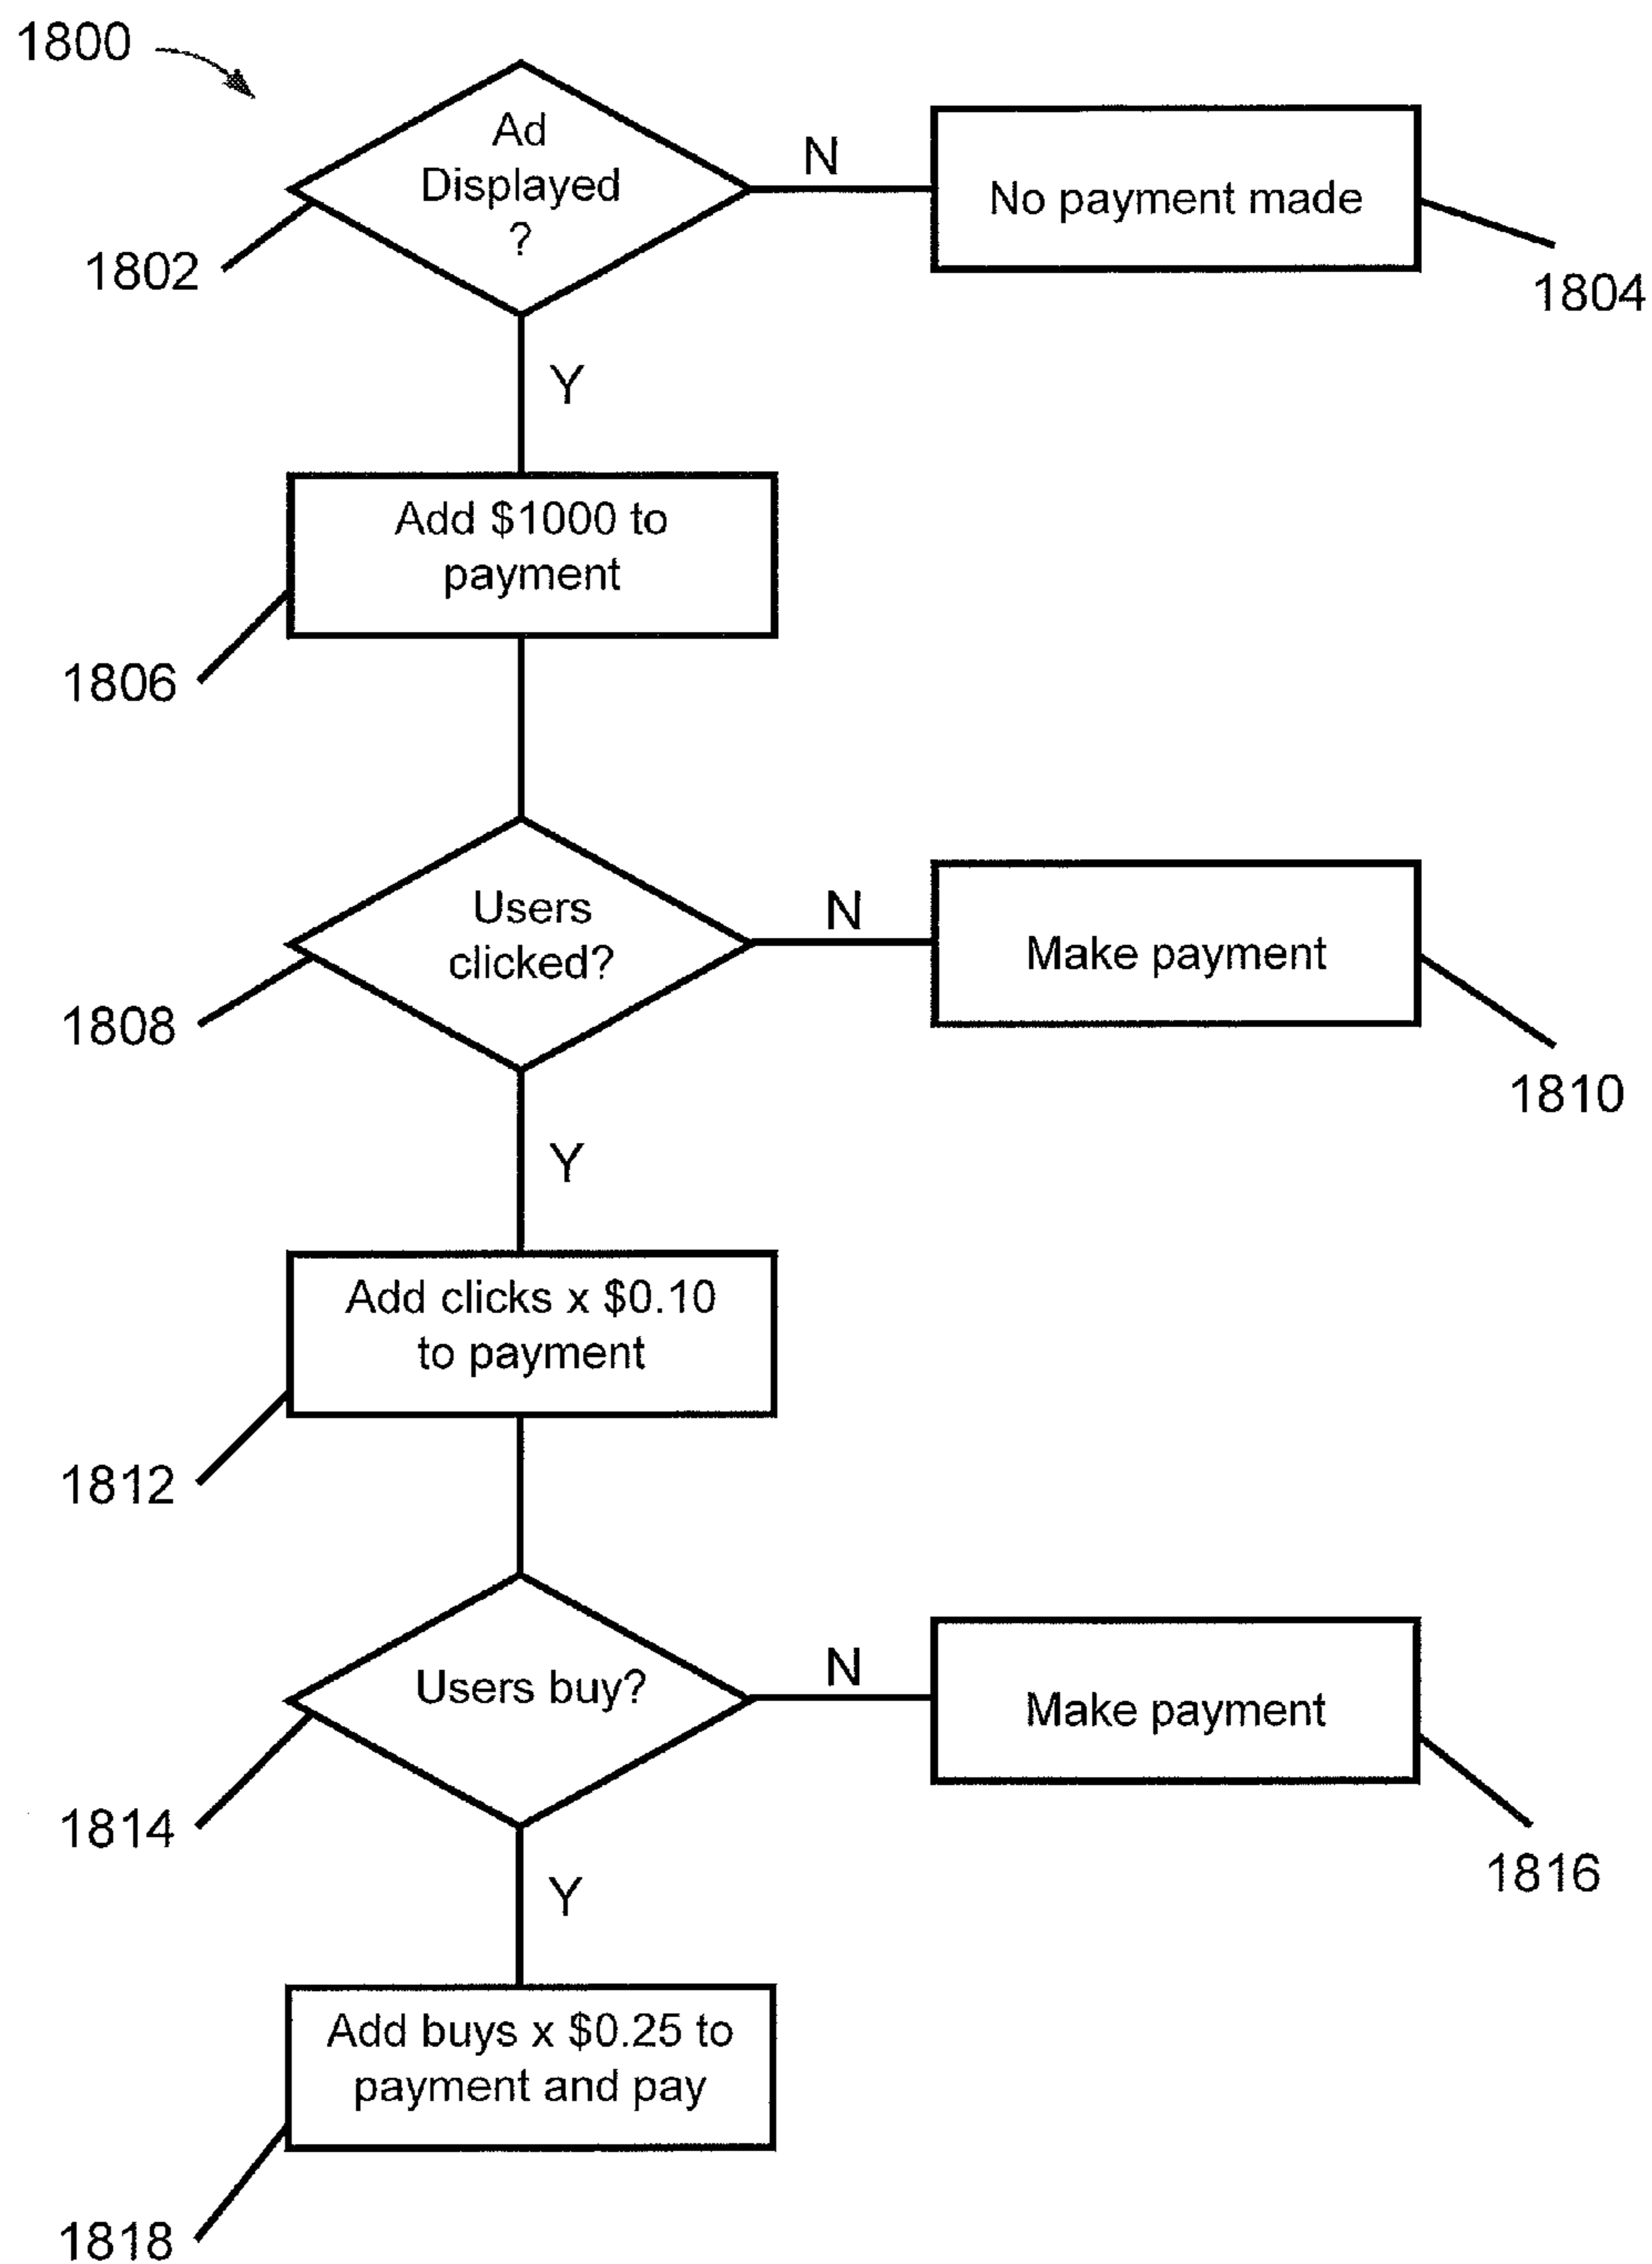 1800
Ad
Displayed
?
N
No payment made
1802
1804
Y
Add $1000 to
payment
1806
Users
clicked?
N
Make payment
1808
1810
Y
Add clicks x $0.10
to payment
1812
Users buy?
N
Make payment
1814
1816
Y
Add buys x $0.25 to
payment and pay
1818